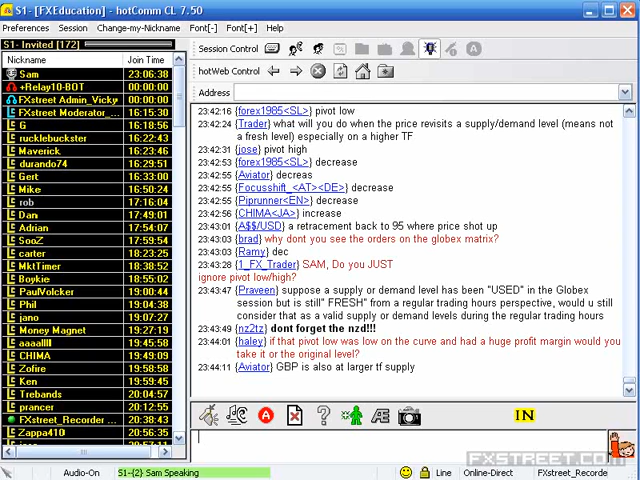 S1- [FXEducation] - hotComm CL 7.50
Preferences Session Change-my-Nickname Font[-] Font[+] Help
S1- Invited [172]
Session Control
Nickname Join Time
hotWeb Control
Address
Sam 23:06:38
+Relay10-BOT 00:00:00
FXstreet Admin_Vicky 00:00:00
FXstreet Moderator_... 16:15:30
G 16:18:56
rucklebuster 16:22:43
Maverick 16:23:46
durando74 16:29:51
Gert 16:33:00
Mike 16:50:24
rob 17:16:04
Dan 17:49:01
Adrian 17:54:07
SooZ 17:59:54
carter 18:23:25
MktTimer 18:38:52
Boykie 18:55:02
PaulVolcker 19:00:44
Phil 19:04:38
jano 19:07:27
Money Magnet 19:27:19
aaaallll 19:45:58
CHIMA 19:49:09
Zofire 19:58:58
Ken 19:59:45
Trebands 20:04:57
prancer 20:12:55
FXstreet_Recorder ... 20:38:43
Zappa410 20:56:35
23:42:16 {forex1985<SL>} pivot low
23:42:24 {Trader} what will you do when the price revisits a supply/demand level (means not
a fresh level) especially on a higher TF
23:42:31 {jose} pivot high
23:42:53 {forex1985<SL>} decrease
23:42:55 {Aviator} decreas
23:42:55 {Focusshift_<AT><DE>} decrease
23:42:56 {Piprunner<EN>} decrease
23:42:56 {CHIMA<JA>} increase
23:43:01 {A$$/USD} a retracement back to 95 where price shot up
23:43:03 {brad} why dont you see the orders on the globex matrix?
23:43:03 {Ramy} dec
23:43:28 {1_FX_Trader} SAM, Do you JUST
ignore pivot low/high?
23:43:47 {Praveen} suppose a supply or demand level has been "USED" in the Globex
session but is still" FRESH" from a regular trading hours perspective, would u still
consider that as a valid supply or demand levels during the regular trading hours
23:43:49 {nz2tz} dont forget the nzd!!!
23:44:01 {haley} if that pivot low was low on the curve and had a huge profit margin would you
take it or the original level?
23:44:11 {Aviator} GBP is also at larger tf supply
IN
FXSTREET.COM
Audio-On S1-{2} Sam Speaking Line Online-Direct FXstreet_Recorde